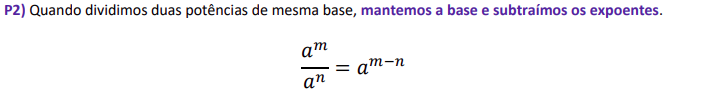 P2) Quando dividimos duas potências de mesma base, mantemos a base e subtraímos os expoentes.
a^m / a^n = a^{m−n}